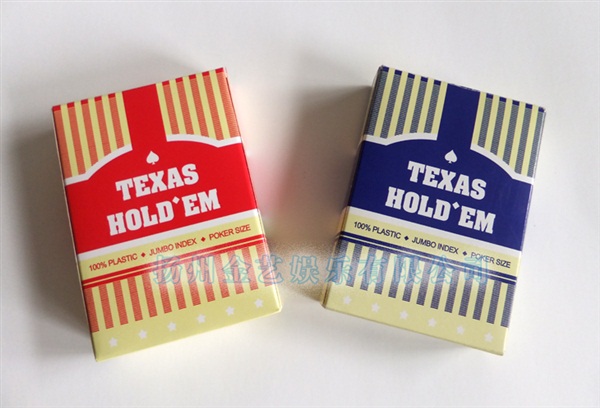 TEXAS
HOLD'EM
100% PLASTIC ◆ JUMBO INDEX ◆ POKER SIZE
TEXAS
HOLD'EM
100% PLASTIC ◆ JUMBO INDEX ◆ POKER SIZE
扬州金艺娱乐有限公司